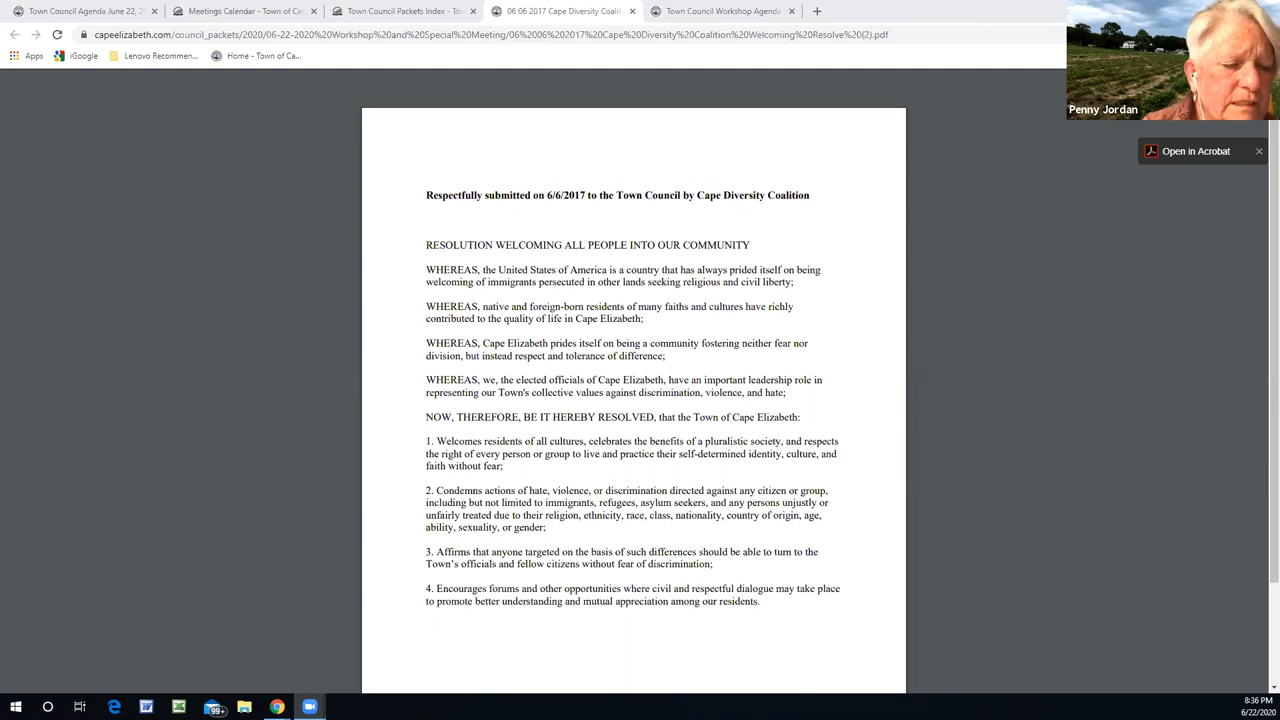 Town Council Agenda June 22, 20
Meetings Calendar - Town of Ca
Town Council Packets Index - To
06 06 2017 Cape Diversity Coalit
Town Council Workshop Agenda
capeelizabeth.com/council_packets/2020/06-22-2020%20Workshop%20and%20Special%20Meeting/06%2006%202017%20Cape%20Diversity%20Coalition%20Welcoming%20Resolve%20(2).pdf
Apps
iGoogle
Lenovo Recommen...
Home - Town of Ca...
Penny Jordan
Open in Acrobat
Respectfully submitted on 6/6/2017 to the Town Council by Cape Diversity Coalition
RESOLUTION WELCOMING ALL PEOPLE INTO OUR COMMUNITY
WHEREAS, the United States of America is a country that has always prided itself on being
welcoming of immigrants persecuted in other lands seeking religious and civil liberty;
WHEREAS, native and foreign-born residents of many faiths and cultures have richly
contributed to the quality of life in Cape Elizabeth;
WHEREAS, Cape Elizabeth prides itself on being a community fostering neither fear nor
division, but instead respect and tolerance of difference;
WHEREAS, we, the elected officials of Cape Elizabeth, have an important leadership role in
representing our Town's collective values against discrimination, violence, and hate;
NOW, THEREFORE, BE IT HEREBY RESOLVED, that the Town of Cape Elizabeth:
1. Welcomes residents of all cultures, celebrates the benefits of a pluralistic society, and respects
the right of every person or group to live and practice their self-determined identity, culture, and
faith without fear;
2. Condemns actions of hate, violence, or discrimination directed against any citizen or group,
including but not limited to immigrants, refugees, asylum seekers, and any persons unjustly or
unfairly treated due to their religion, ethnicity, race, class, nationality, country of origin, age,
ability, sexuality, or gender;
3. Affirms that anyone targeted on the basis of such differences should be able to turn to the
Town's officials and fellow citizens without fear of discrimination;
4. Encourages forums and other opportunities where civil and respectful dialogue may take place
to promote better understanding and mutual appreciation among our residents.
99+
8:36 PM
6/22/2020